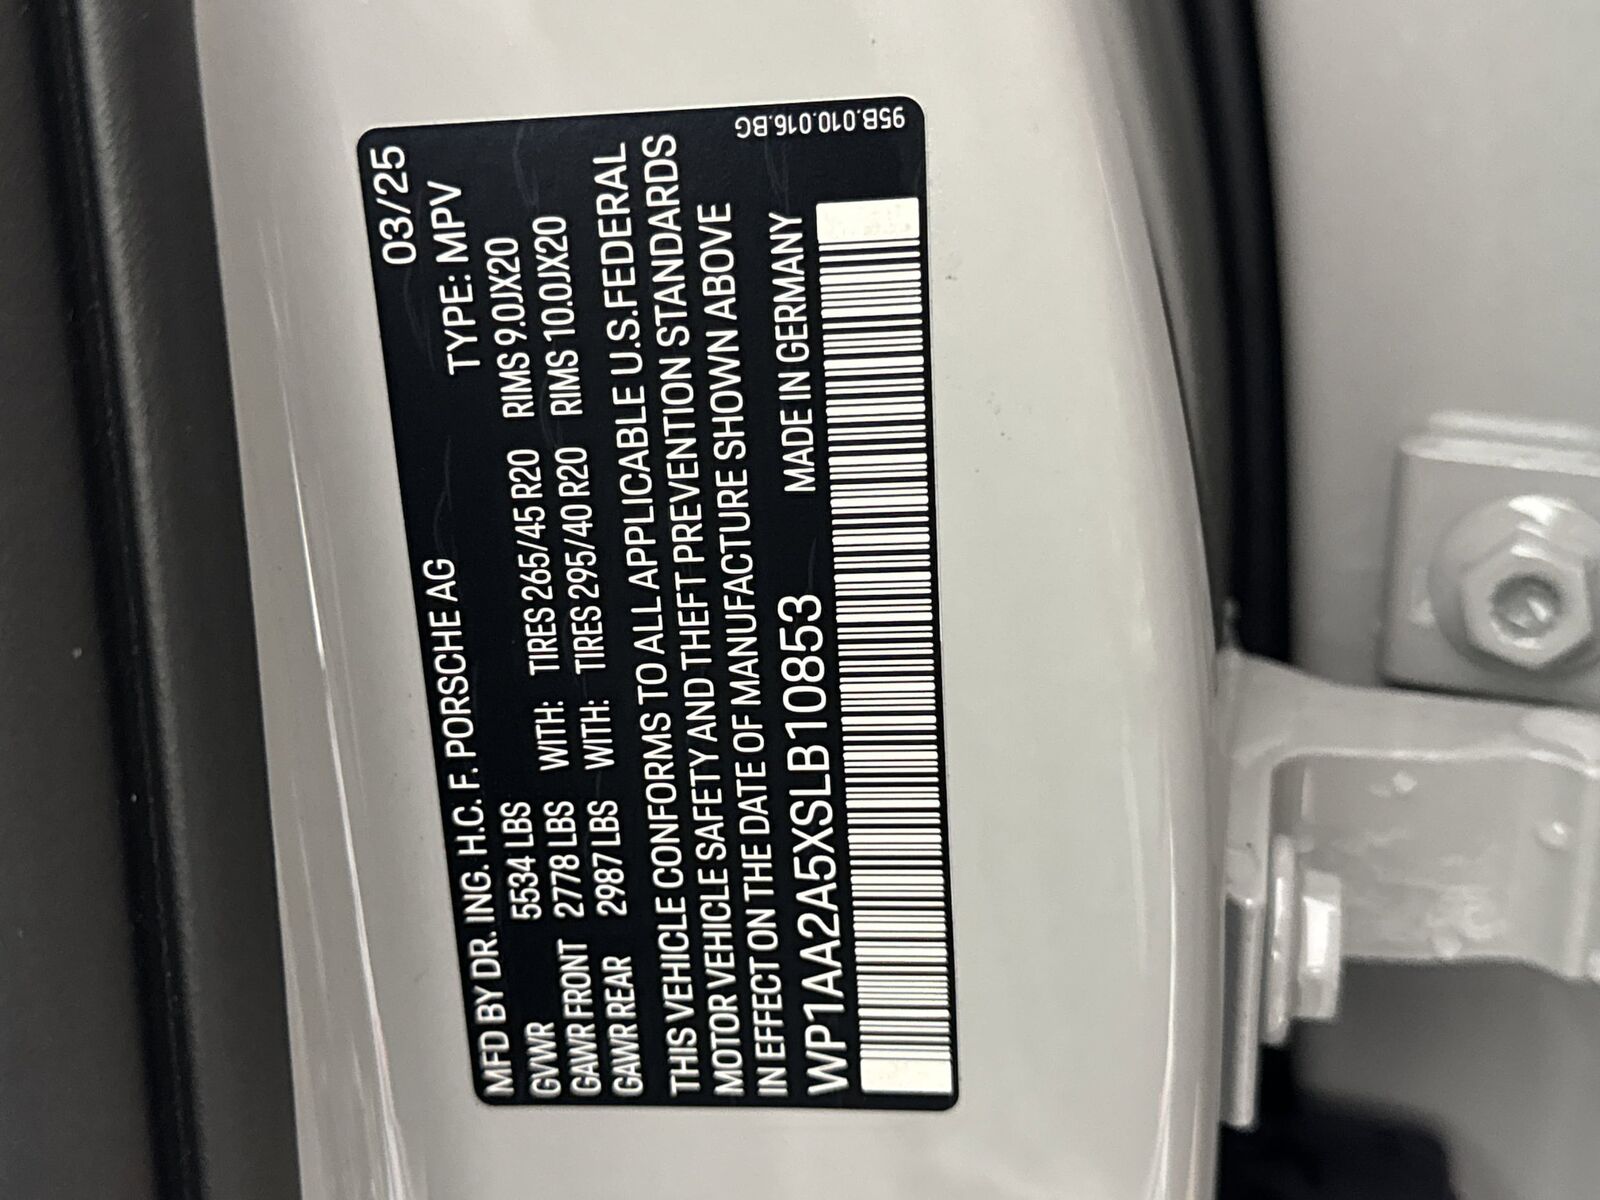 03/25
MFD BY DR. ING. H.C. F. PORSCHE AG TYPE: MPV
GVWR 5534 LBS WITH: TIRES 265/45 R20 RIMS 9.0JX20
GAWR FRONT 2778 LBS WITH: TIRES 295/40 R20 RIMS 10.0JX20
GAWR REAR 2987 LBS
THIS VEHICLE CONFORMS TO ALL APPLICABLE U.S. FEDERAL
MOTOR VEHICLE SAFETY AND THEFT PREVENTION STANDARDS
IN EFFECT ON THE DATE OF MANUFACTURE SHOWN ABOVE
WP1AA2A5XSLB10853 MADE IN GERMANY
95B.010.016.BG